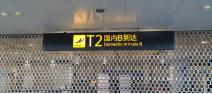 T2 国内B到达
Domestic Arrivals B